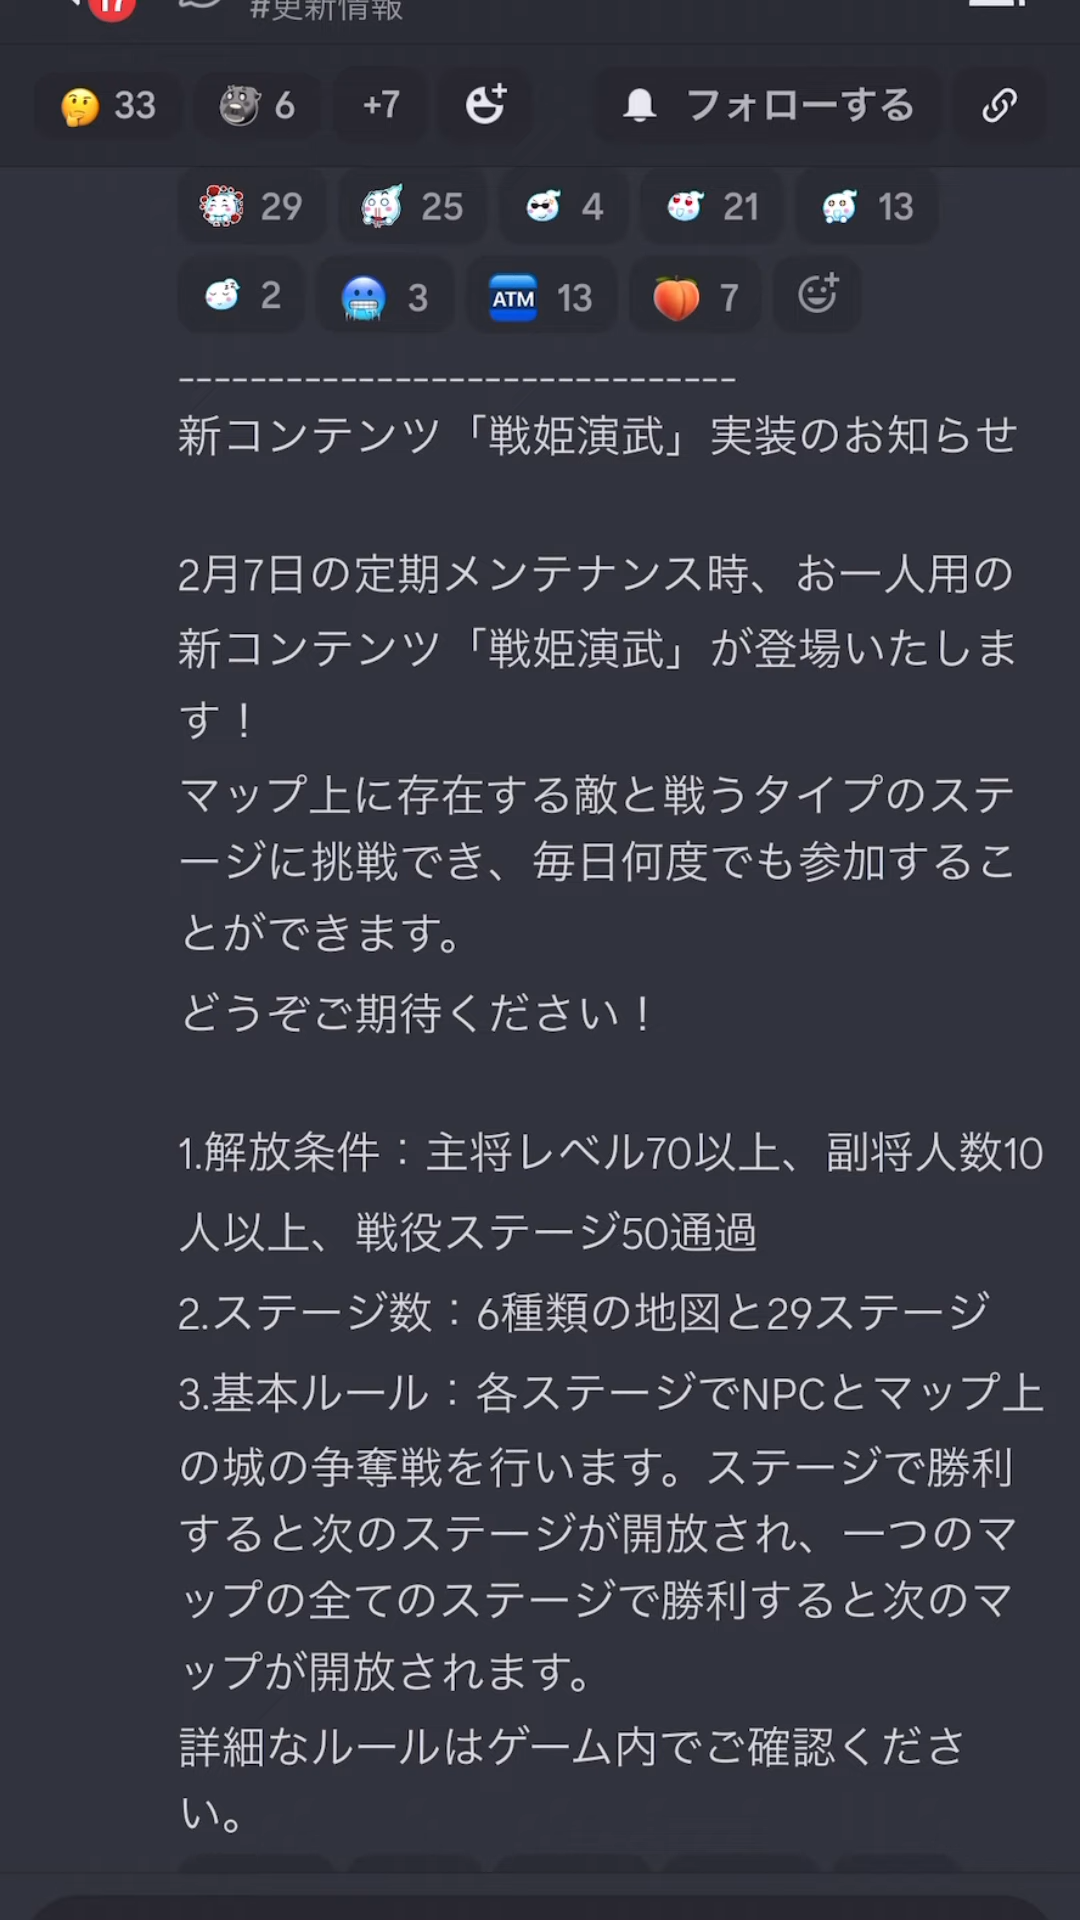 17 #更新情報
33 6 +7 フォローする
29 25 4 21 13
2 3 ATM 13 7
-------------------------------
新コンテンツ「戦姫演武」実装のお知らせ
2月7日の定期メンテナンス時、お一人用の
新コンテンツ「戦姫演武」が登場いたしま
す！
マップ上に存在する敵と戦うタイプのステ
ージに挑戦でき、毎日何度でも参加するこ
とができます。
どうぞご期待ください！
1.解放条件：主将レベル70以上、副将人数10
人以上、戦役ステージ50通過
2.ステージ数：6種類の地図と29ステージ
3.基本ルール：各ステージでNPCとマップ上
の城の争奪戦を行います。ステージで勝利
すると次のステージが開放され、一つのマ
ップの全てのステージで勝利すると次のマ
ップが開放されます。
詳細なルールはゲーム内でご確認くださ
い。